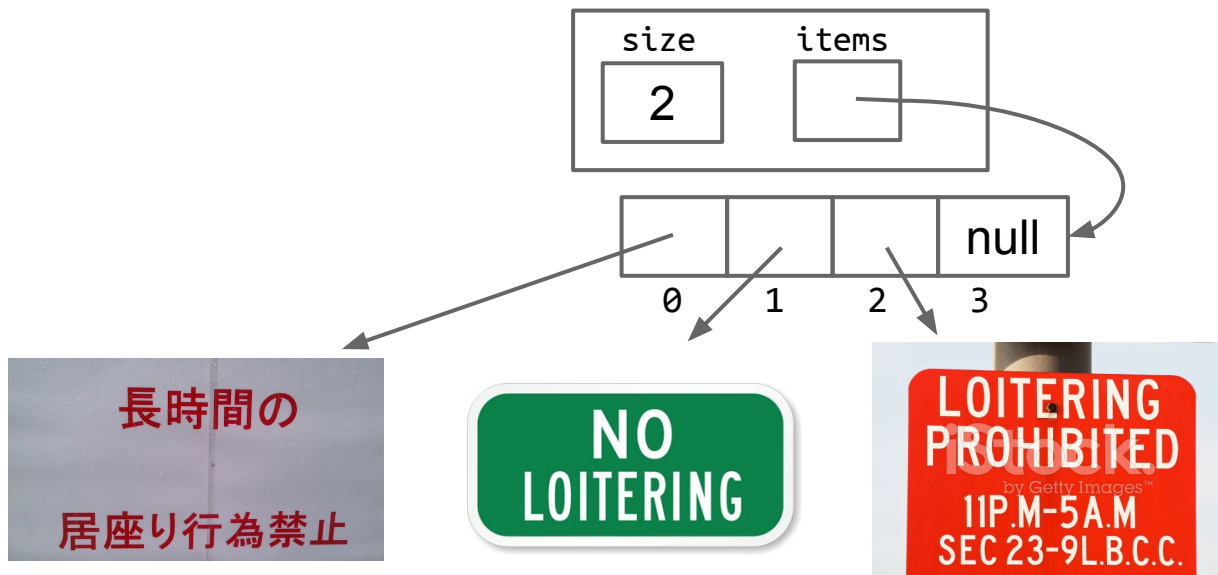 size items
2
null
0 1 2 3
長時間の
居座り行為禁止
NO
LOITERING
LOITERING
PROHIBITED
iStock.
by Getty Images™
11P.M-5A.M
SEC 23-9L.B.C.C.